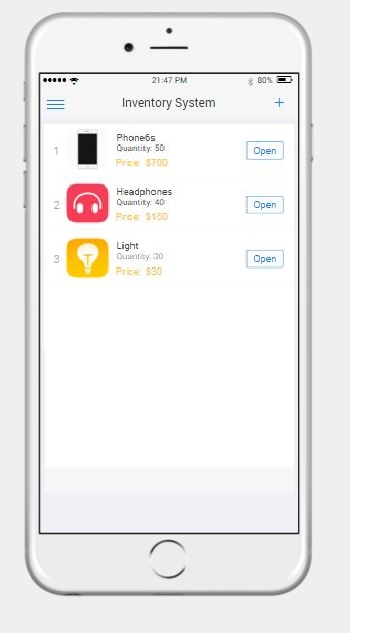 21:47 PM
80%
Inventory System
+
1
Phone6s
Quantity: 50
Price: $700
Open
2
Headphones
Quantity: 40
Price: $150
Open
3
Light
Quantity: 30
Price: $30
Open